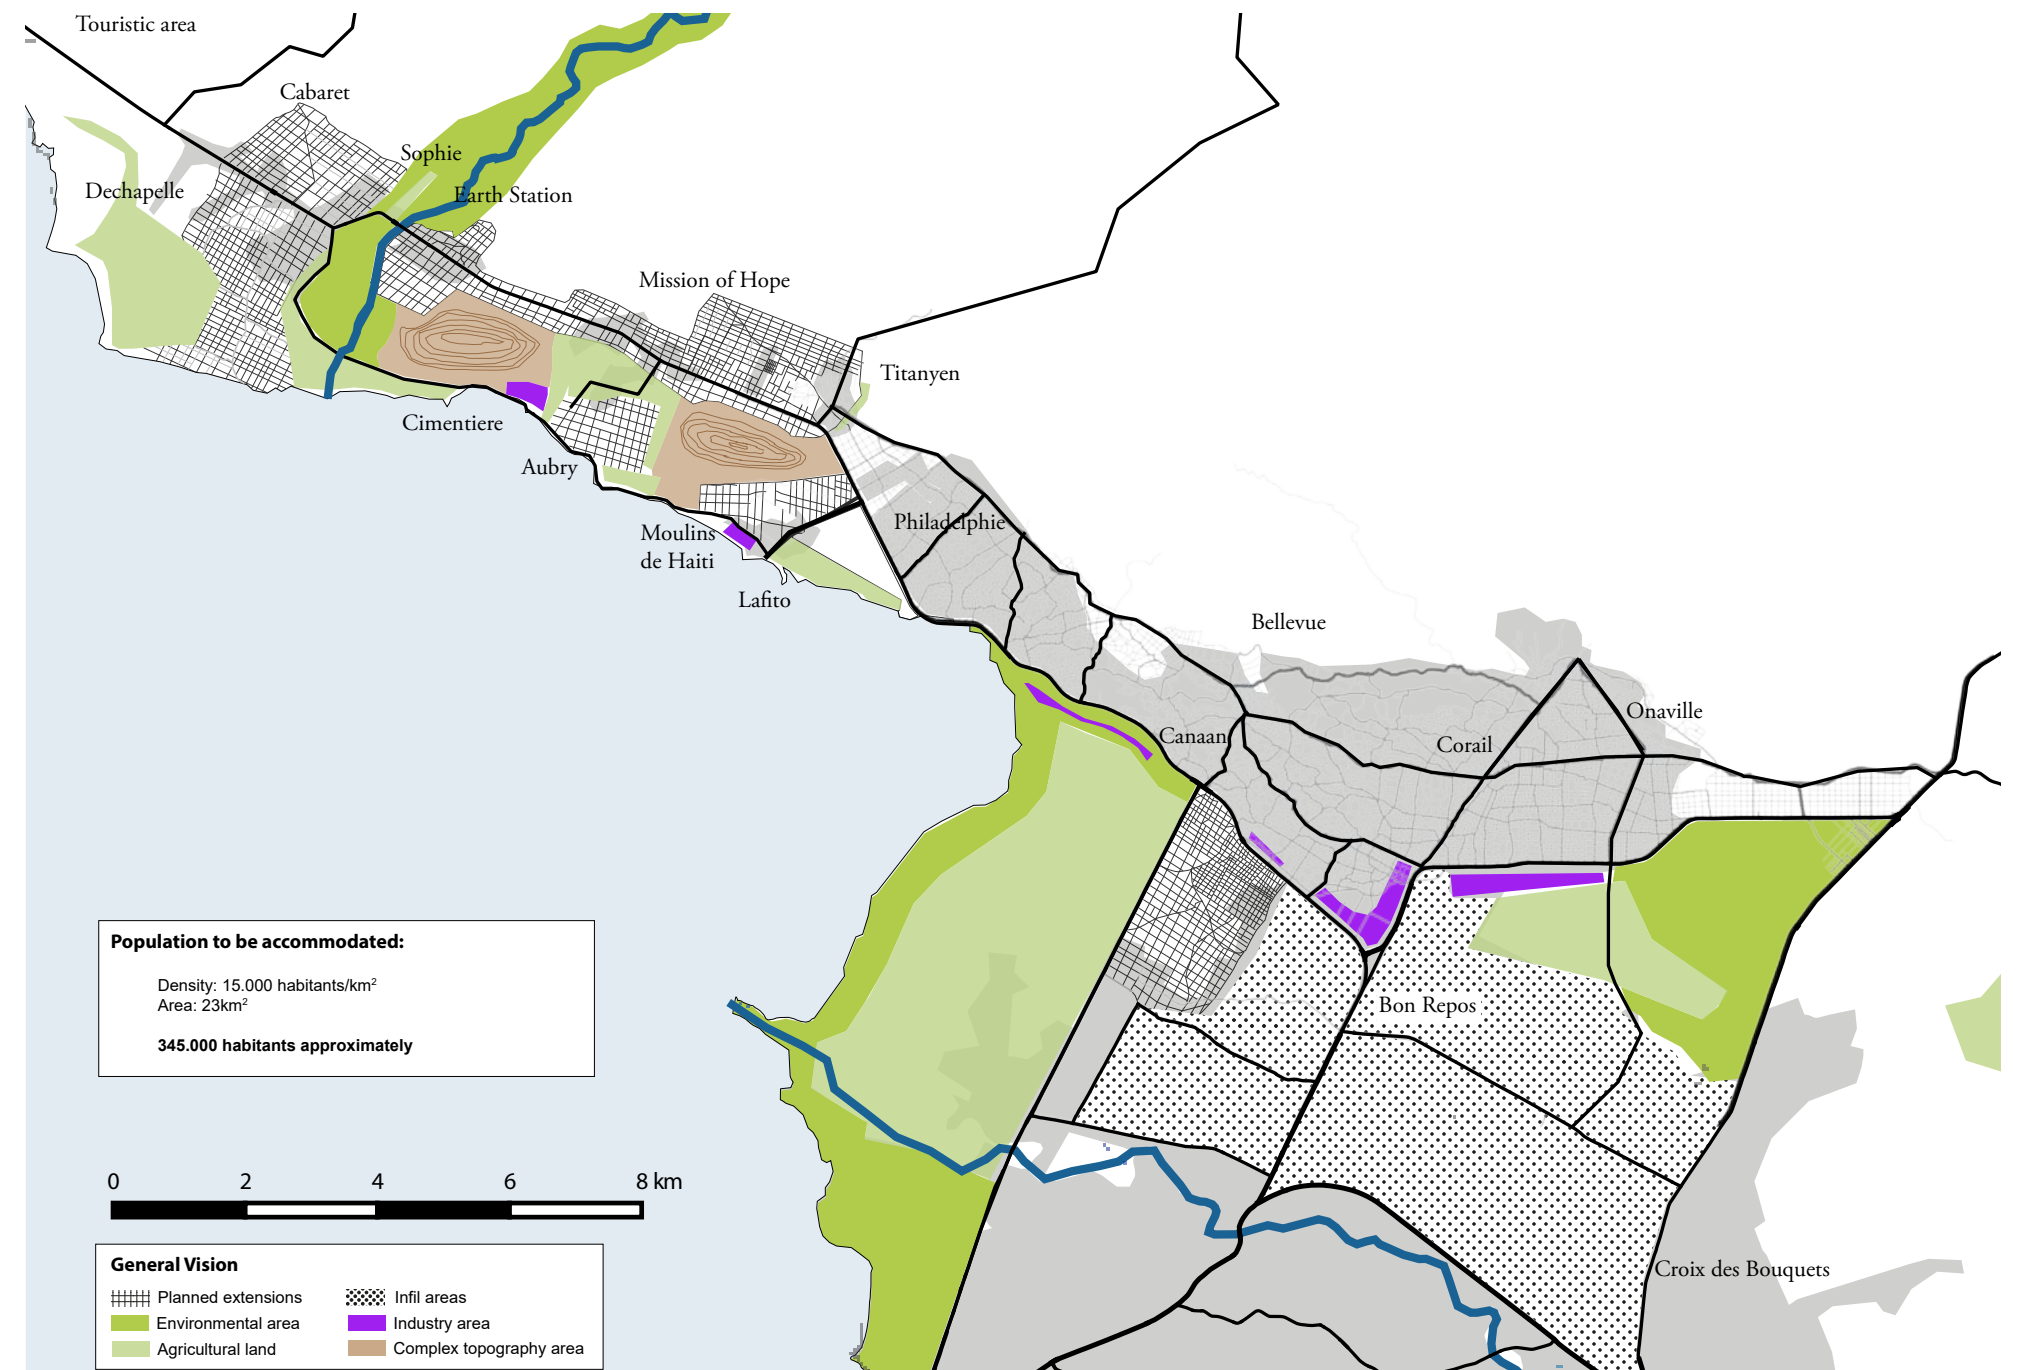 Touristic area
Cabaret
Sophie
Dechapelle
Earth Station
Mission of Hope
Titanyen
Cimentiere
Aubry
Philadelphie
Moulins
de Haiti
Lafito
Bellevue
Onaville
Canaan
Corail
Bon Repos
Croix des Bouquets
Population to be accommodated:
Density: 15.000 habitants/km²
Area: 23km²
345.000 habitants approximately
0 2 4 6 8 km
General Vision
Planned extensions
Infil areas
Environmental area
Industry area
Agricultural land
Complex topography area